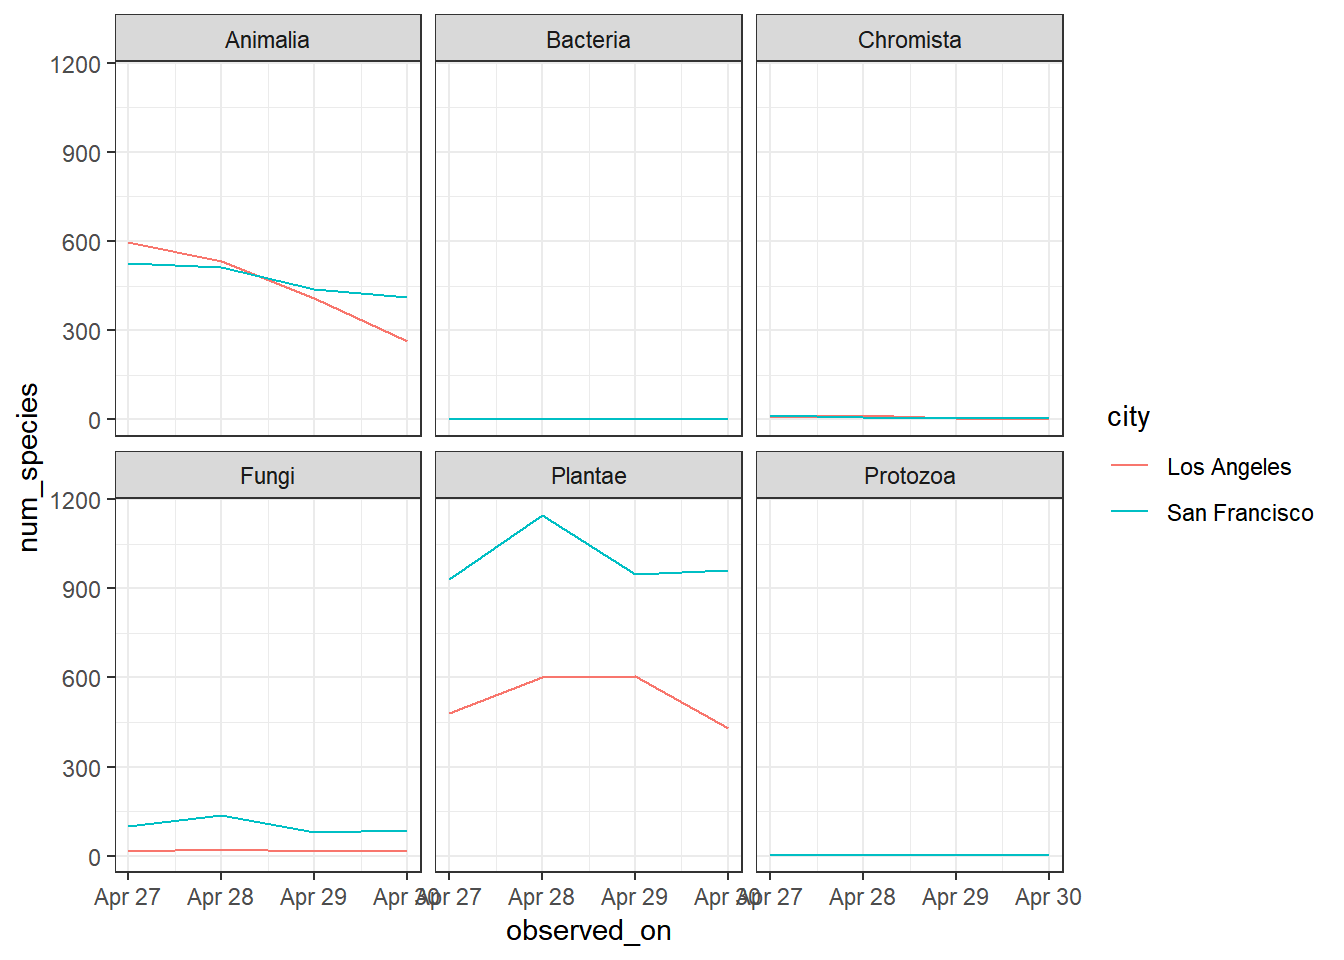 Animalia
Bacteria
Chromista
1200
900
600
300
0
Fungi
Plantae
Protozoa
1200
900
600
300
0
num_species
Apr 27 Apr 28 Apr 29 Apr 30
Apr 27 Apr 28 Apr 29 Apr 30
Apr 27 Apr 28 Apr 29 Apr 30
observed_on
city
Los Angeles
San Francisco